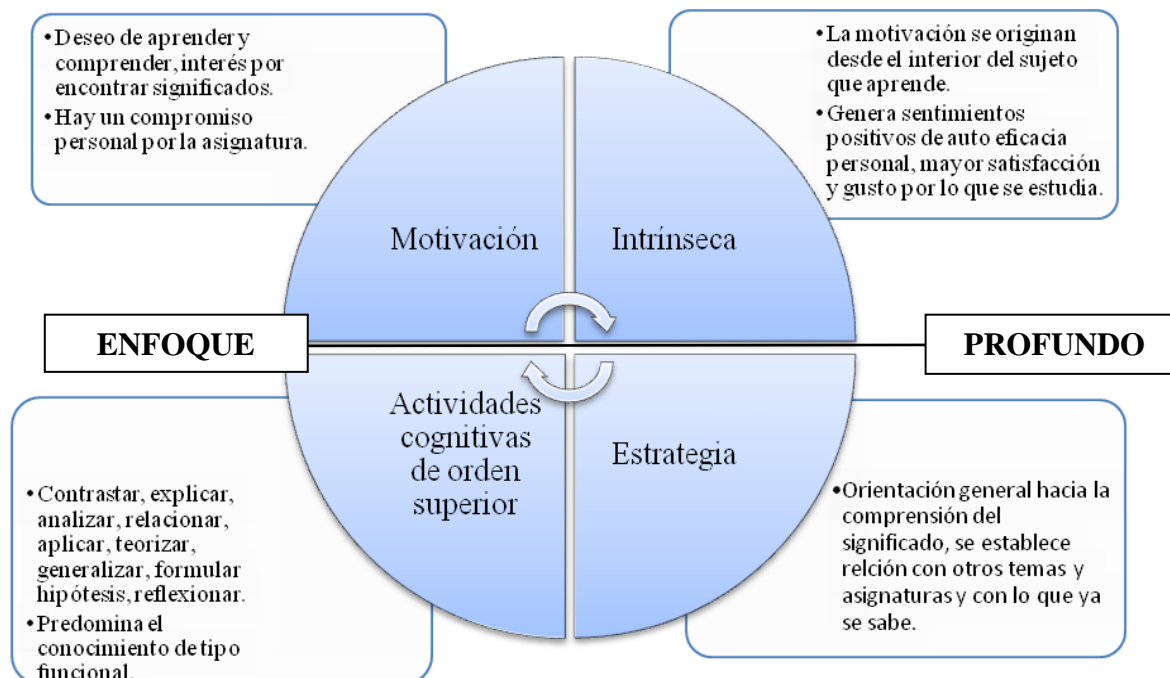 • Deseo de aprender y
comprender, interés por
encontrar significados.
• Hay un compromiso
personal por la asignatura.
• La motivación se originan
desde el interior del sujeto
que aprende.
• Genera sentimientos
positivos de auto eficacia
personal, mayor satisfacción
y gusto por lo que se estudia.
Motivación
Intrínseca
ENFOQUE
PROFUNDO
Actividades
cognitivas
de orden
superior
Estrategia
• Contrastar, explicar,
analizar, relacionar,
aplicar, teorizar,
generalizar, formular
hipótesis, reflexionar.
• Predomina el
conocimiento de tipo
funcional.
• Orientación general hacia la
comprensión del
significado, se establece
relción con otros temas y
asignaturas y con lo que ya
se sabe.